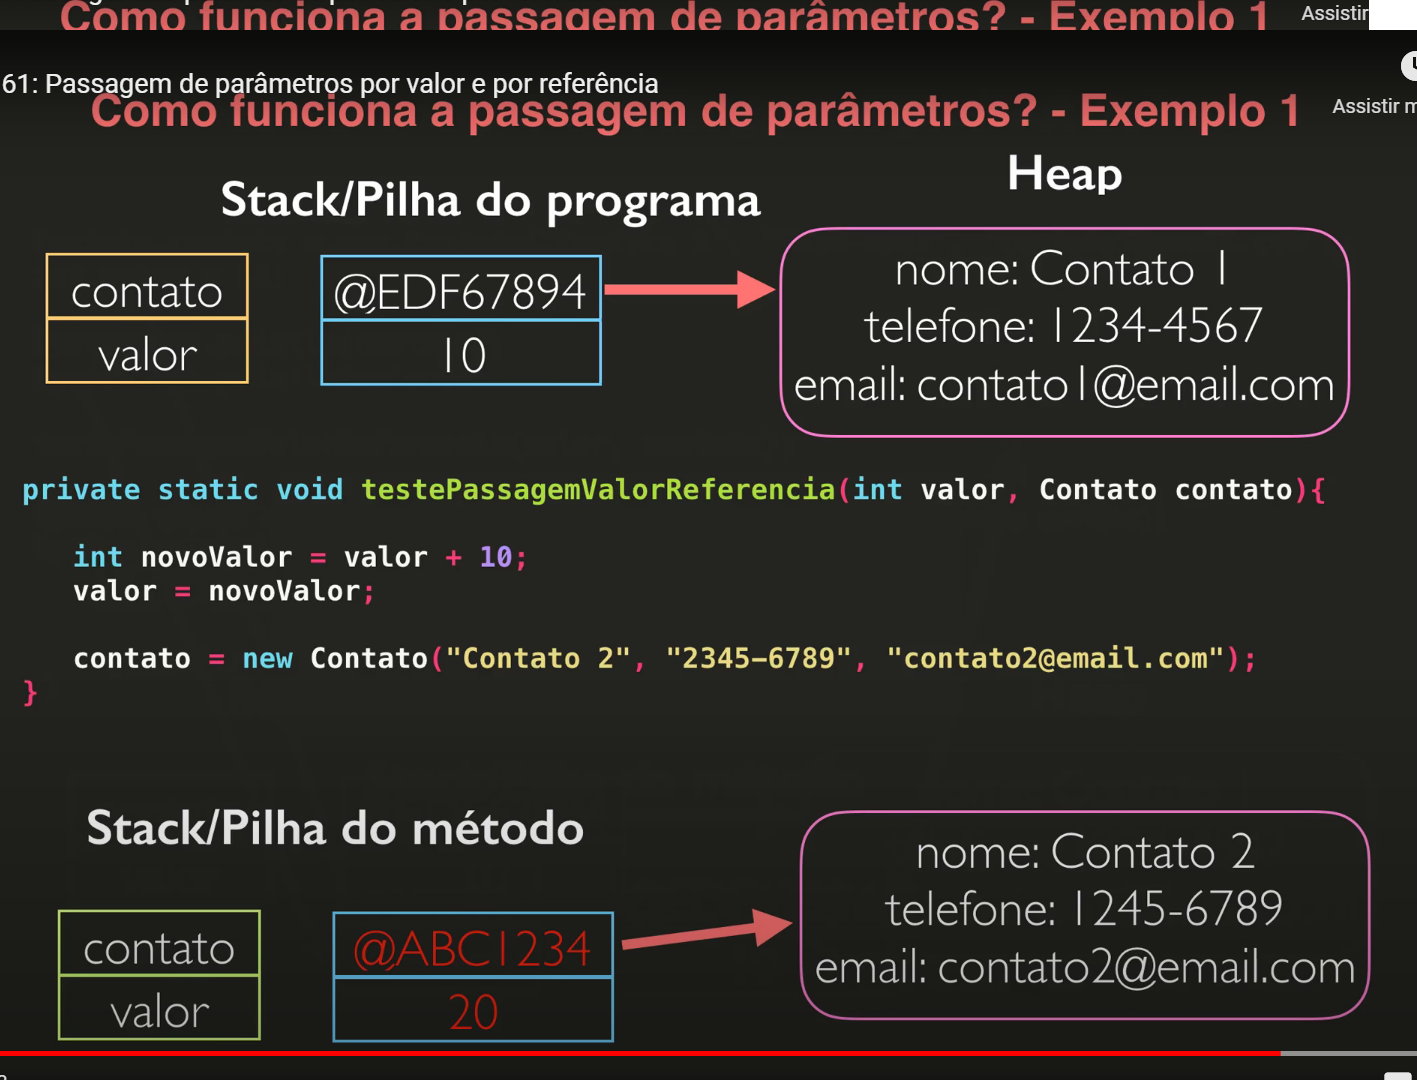 Como funciona a passagem de parâmetros? - Exemplo 1
Assistir
61: Passagem de parâmetros por valor e por referência
Como funciona a passagem de parâmetros? - Exemplo 1
Assistir m
Stack/Pilha do programa
Heap
contato
@EDF67894
valor
10
nome: Contato 1
telefone: 1234-4567
email: contato1@email.com
private static void testePassagemValorReferencia(int valor, Contato contato){
int novoValor = valor + 10;
valor = novoValor;
contato = new Contato("Contato 2", "2345-6789", "contato2@email.com");
}
Stack/Pilha do método
contato
@ABC1234
valor
20
nome: Contato 2
telefone: 1245-6789
email: contato2@email.com